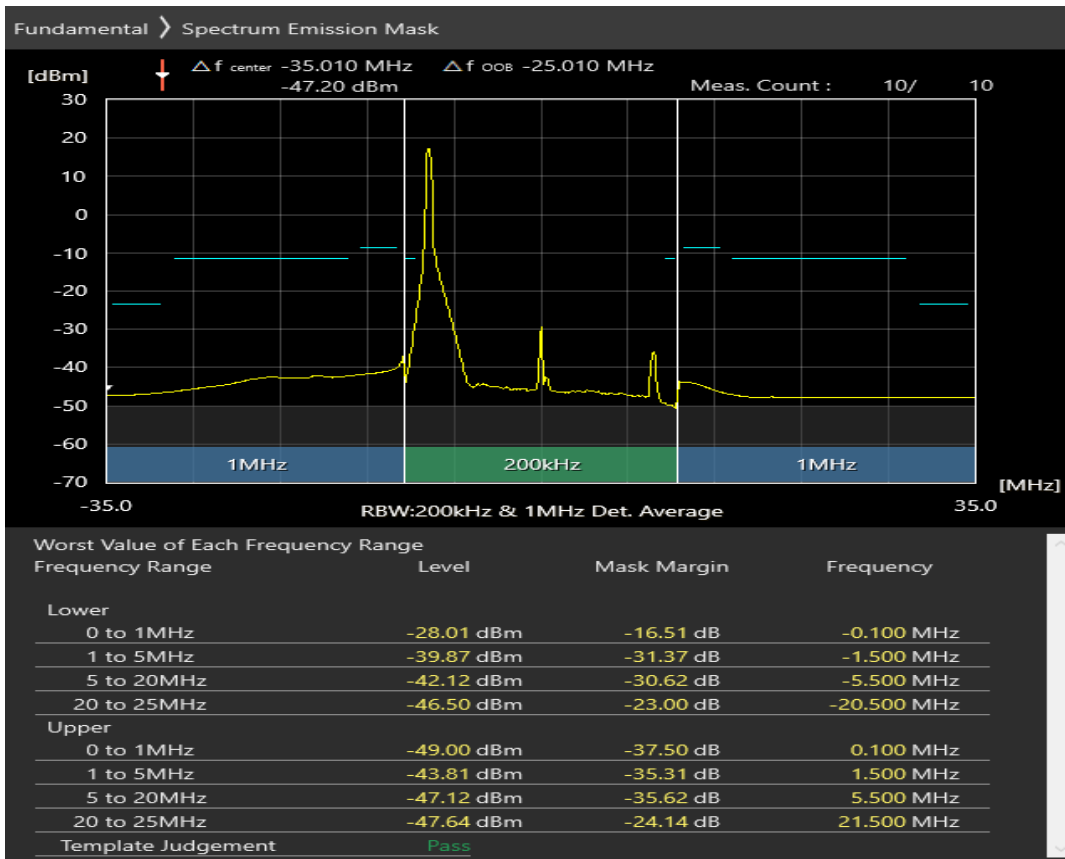 Fundamental ❯ Spectrum Emission Mask
[dBm] △f center -35.010 MHz △f OOB -25.010 MHz
-47.20 dBm Meas. Count : 10/ 10
30
20
10
0
-10
-20
-30
-40
-50
-60
1MHz 200kHz 1MHz
-70 [MHz]
-35.0 RBW:200kHz & 1MHz Det. Average 35.0
Worst Value of Each Frequency Range
Frequency Range Level Mask Margin Frequency
Lower
0 to 1MHz -28.01 dBm -16.51 dB -0.100 MHz
1 to 5MHz -39.87 dBm -31.37 dB -1.500 MHz
5 to 20MHz -42.12 dBm -30.62 dB -5.500 MHz
20 to 25MHz -46.50 dBm -23.00 dB -20.500 MHz
Upper
0 to 1MHz -49.00 dBm -37.50 dB 0.100 MHz
1 to 5MHz -43.81 dBm -35.31 dB 1.500 MHz
5 to 20MHz -47.12 dBm -35.62 dB 5.500 MHz
20 to 25MHz -47.64 dBm -24.14 dB 21.500 MHz
Template Judgement Pass